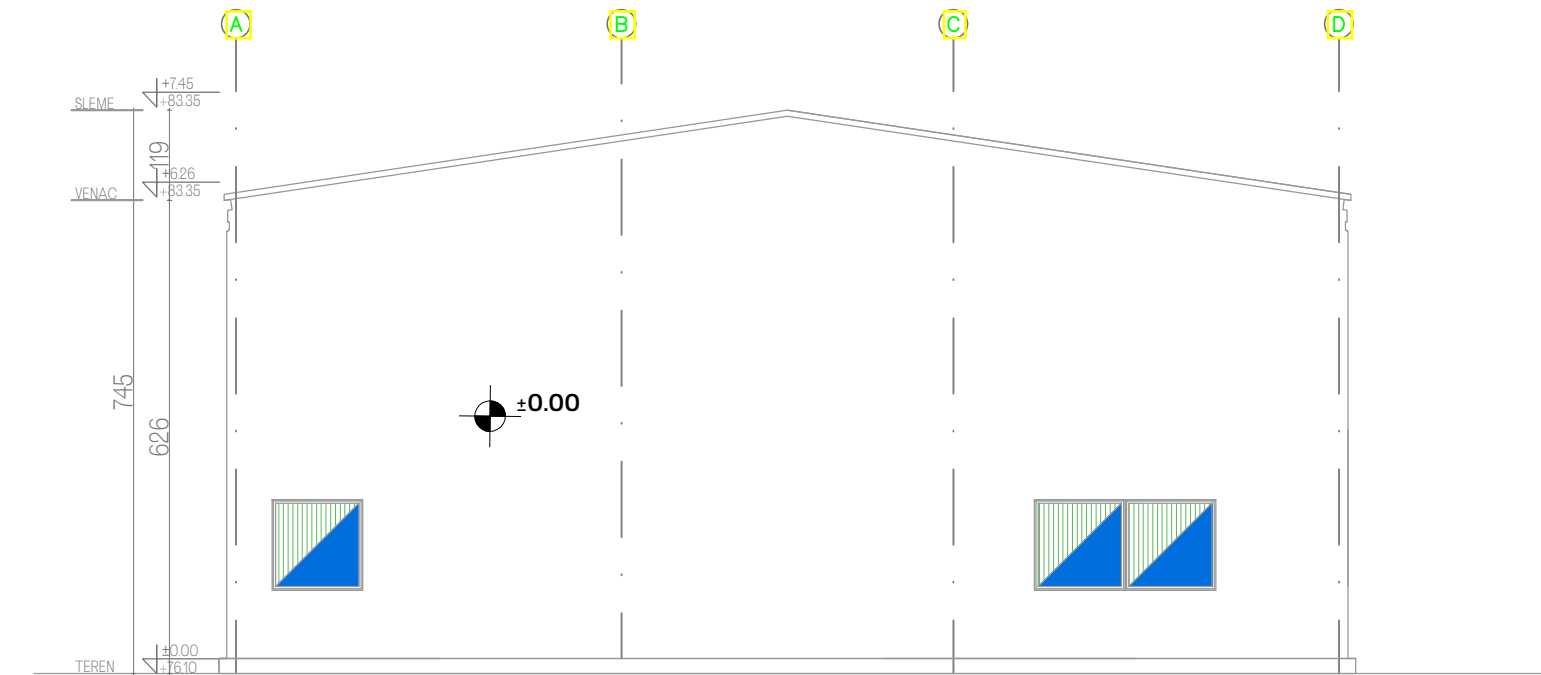 A B C D
+7.45
SLEME +83.35
119
+6.26
VENAC +83.35
745
±0.00
626
±0.00
TEREN +76.10